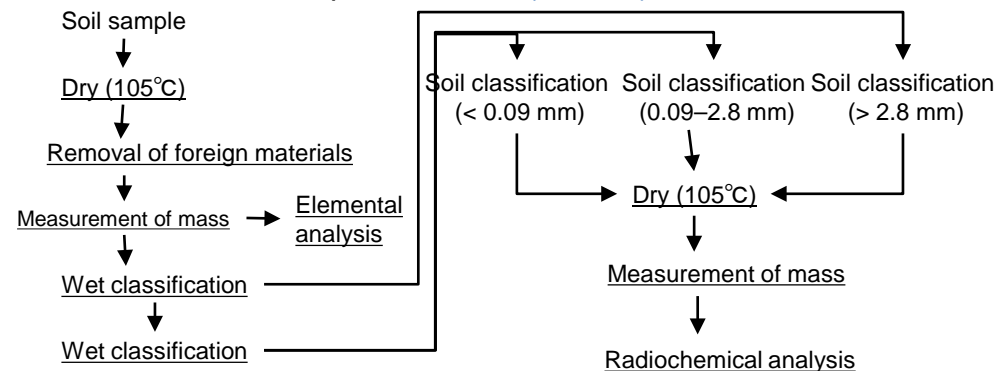 Soil sample
Dry (105℃)
Removal of foreign materials
Measurement of mass
Elemental
analysis
Wet classification
Wet classification
Soil classification
(< 0.09 mm)
Soil classification
(0.09–2.8 mm)
Soil classification
(> 2.8 mm)
Dry (105℃)
Measurement of mass
Radiochemical analysis